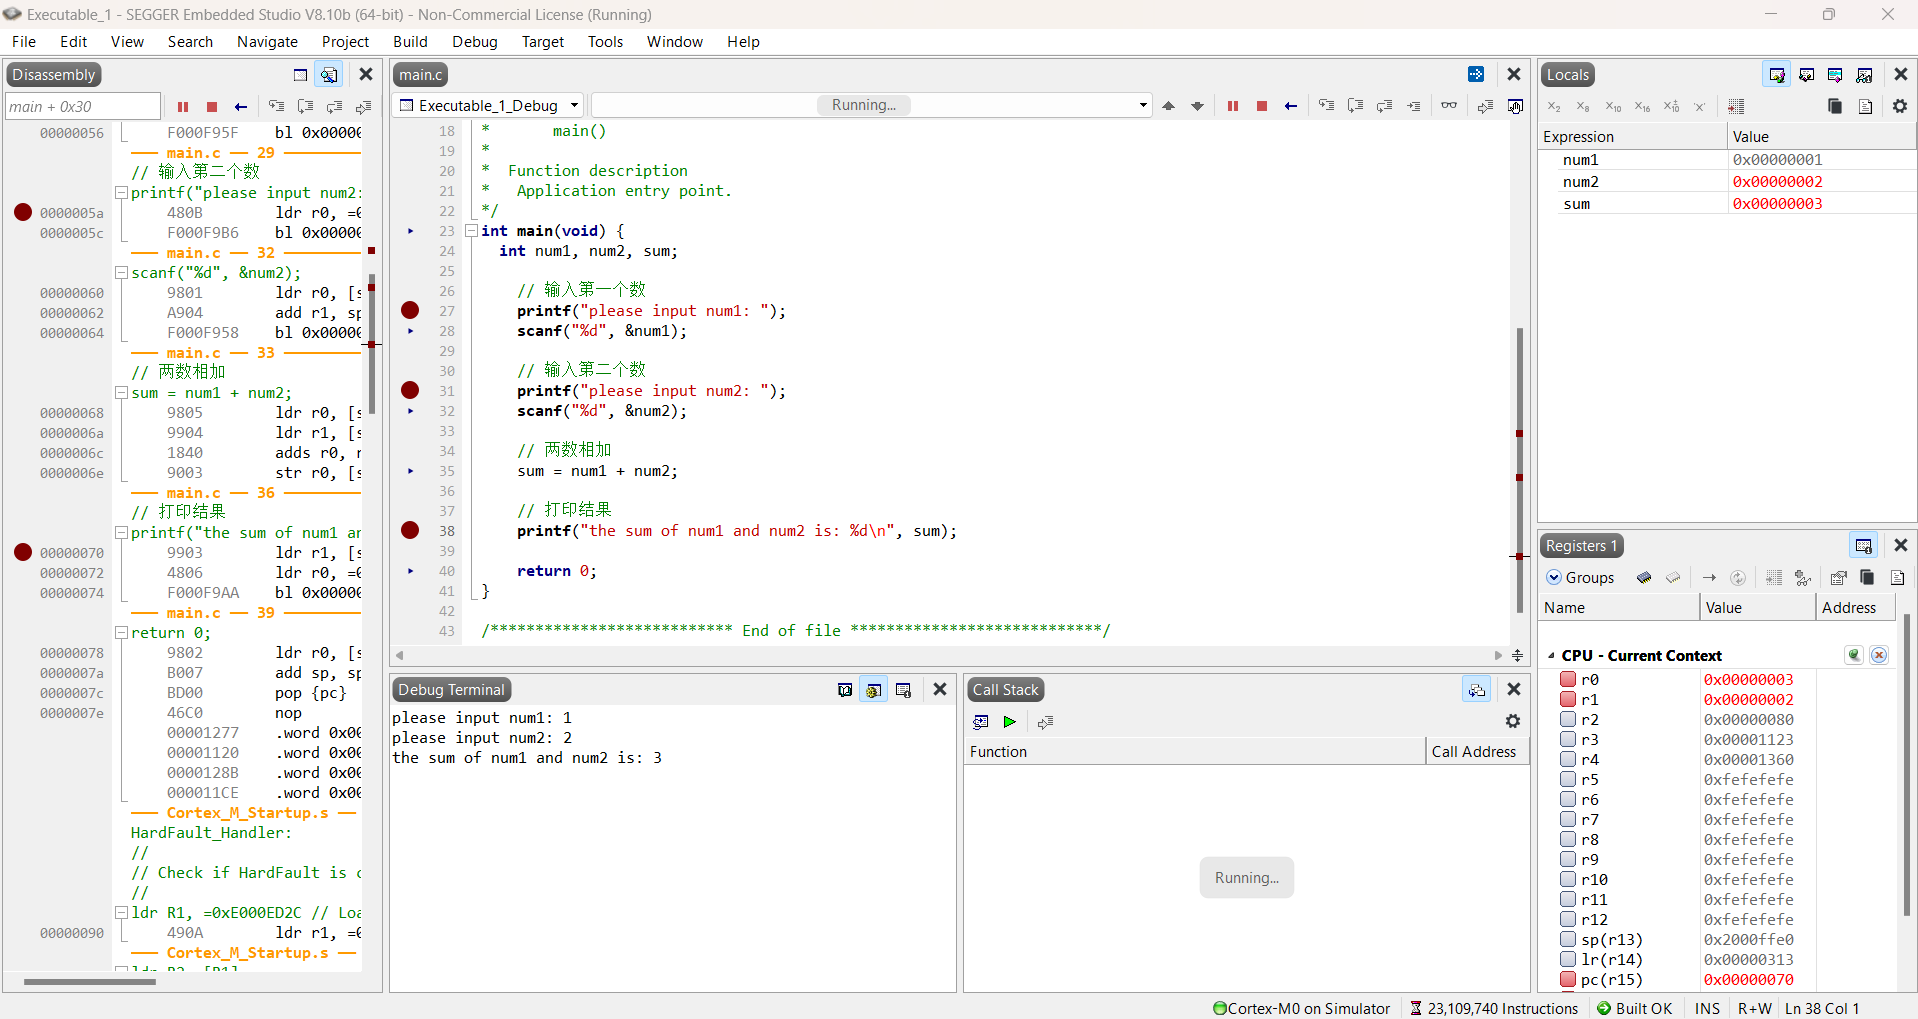 Executable_1 - SEGGER Embedded Studio V8.10b (64-bit) - Non-Commercial License (Running)
File Edit View Search Navigate Project Build Debug Target Tools Window Help
Disassembly
main + 0x30
00000056 F000F95F bl 0x0000
main.c — 29
// 输入第二个数
printf("please input num2:
0000005a 480B ldr r0, =
0000005c F000F9B6 bl 0x0000
main.c — 32
scanf("%d", &num2);
00000060 9801 ldr r0, [
00000062 A904 add r1, sp
00000064 F000F958 bl 0x0000
main.c — 33
// 两数相加
sum = num1 + num2;
00000068 9805 ldr r0, [
0000006a 9904 ldr r1, [
0000006c 1840 adds r0, r
0000006e 9003 str r0, [
main.c — 36
// 打印结果
printf("the sum of num1 ar
00000070 9903 ldr r1, [
00000072 4806 ldr r0, =
00000074 F000F9AA bl 0x0000
main.c — 39
return 0;
00000078 9802 ldr r0, [
0000007a B007 add sp, sp
0000007c BD00 pop {pc}
0000007e 46C0 nop
00001277 .word 0x00
00001120 .word 0x00
0000128B .word 0x00
000011CE .word 0x00
Cortex_M_Startup.s
HardFault_Handler:
//
// Check if HardFault is
//
ldr R1, =0xE000ED2C // Loa
00000090 490A ldr r1, =
Cortex_M_Startup.s
main.c
Executable_1_Debug Running...
18 * main()
19 *
20 * Function description
21 * Application entry point.
22 */
23 int main(void) {
24 int num1, num2, sum;
25
26 // 输入第一个数
27 printf("please input num1: ");
28 scanf("%d", &num1);
29
30 // 输入第二个数
31 printf("please input num2: ");
32 scanf("%d", &num2);
33
34 // 两数相加
35 sum = num1 + num2;
36
37 // 打印结果
38 printf("the sum of num1 and num2 is: %d\n", sum);
39
40 return 0;
41 }
42
43 /*************************** End of file ****************************/
Debug Terminal
please input num1: 1
please input num2: 2
the sum of num1 and num2 is: 3
Call Stack
Function Call Address
Running...
Locals
x2 x8 x10 x16 x±10 'x'
Expression Value
num1 0x00000001
num2 0x00000002
sum 0x00000003
Registers 1
Groups
Name Value Address
CPU - Current Context
r0 0x00000003
r1 0x00000002
r2 0x00000080
r3 0x00001123
r4 0x00001360
r5 0xfefefefe
r6 0xfefefefe
r7 0xfefefefe
r8 0xfefefefe
r9 0xfefefefe
r10 0xfefefefe
r11 0xfefefefe
r12 0xfefefefe
sp(r13) 0x2000ffe0
lr(r14) 0x00000313
pc(r15) 0x00000070
Cortex-M0 on Simulator 23,109,740 Instructions Built OK INS R+W Ln 38 Col 1